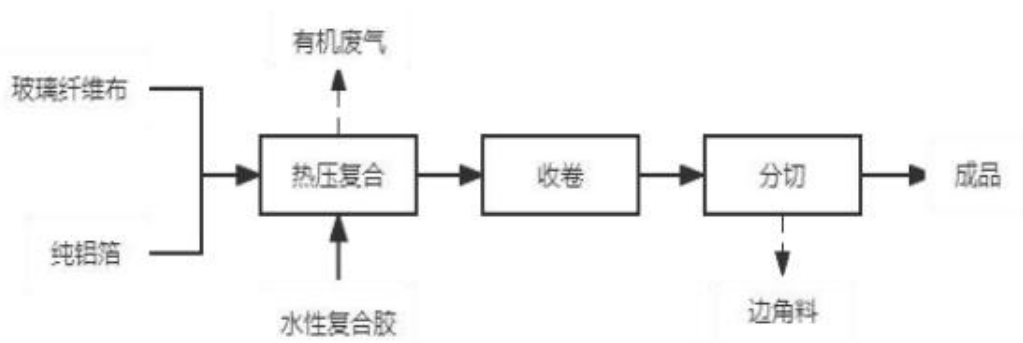 有机废气
玻璃纤维布
热压复合
收卷
分切
成品
纯铝箔
水性复合胶
边角料